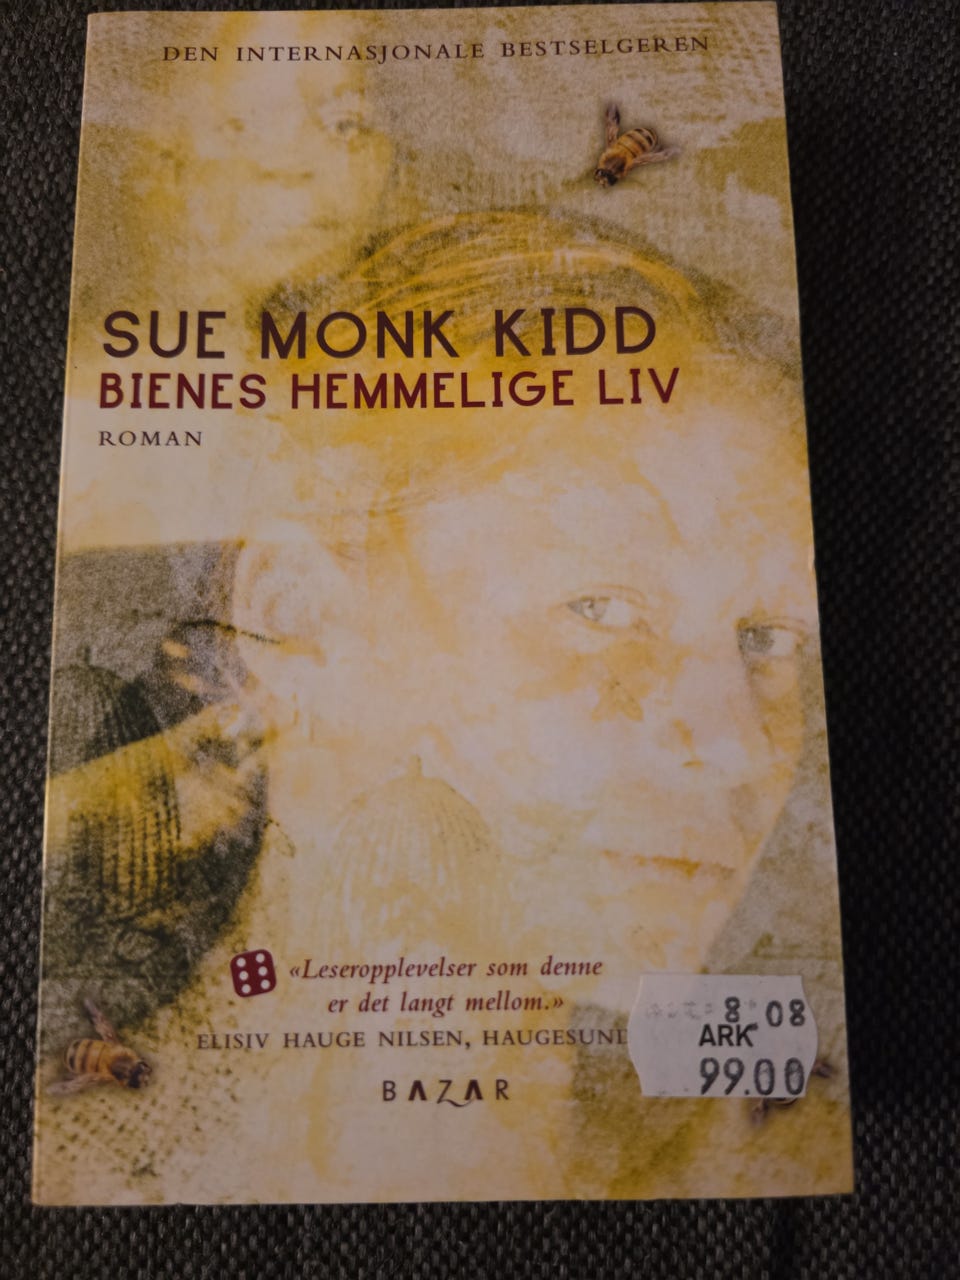 DEN INTERNASJONALE BESTSELGEREN
SUE MONK KIDD
BIENES HEMMELIGE LIV
ROMAN
«Leseropplevelser som denne
er det langt mellom.»
ELISIV HAUGE NILSEN,
BAZAR
8 08
ARK
99.00